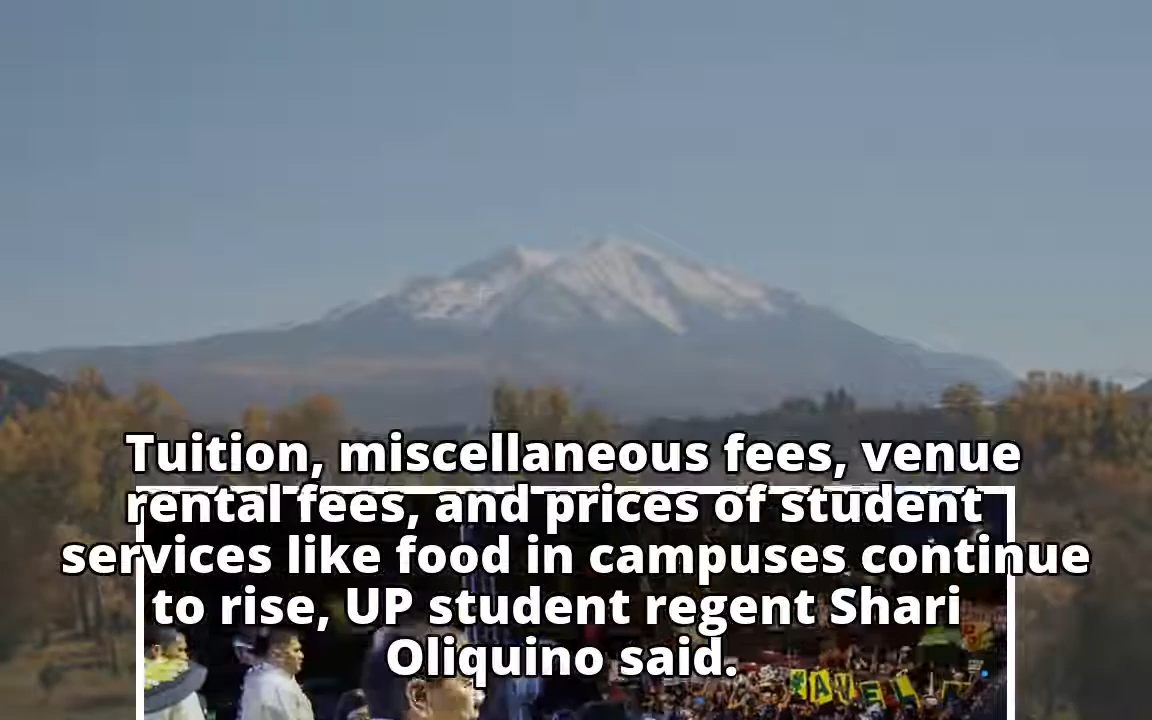 Tuition, miscellaneous fees, venue
rental fees, and prices of student
services like food in campuses continue
to rise, UP student regent Shari
Oliquino said.